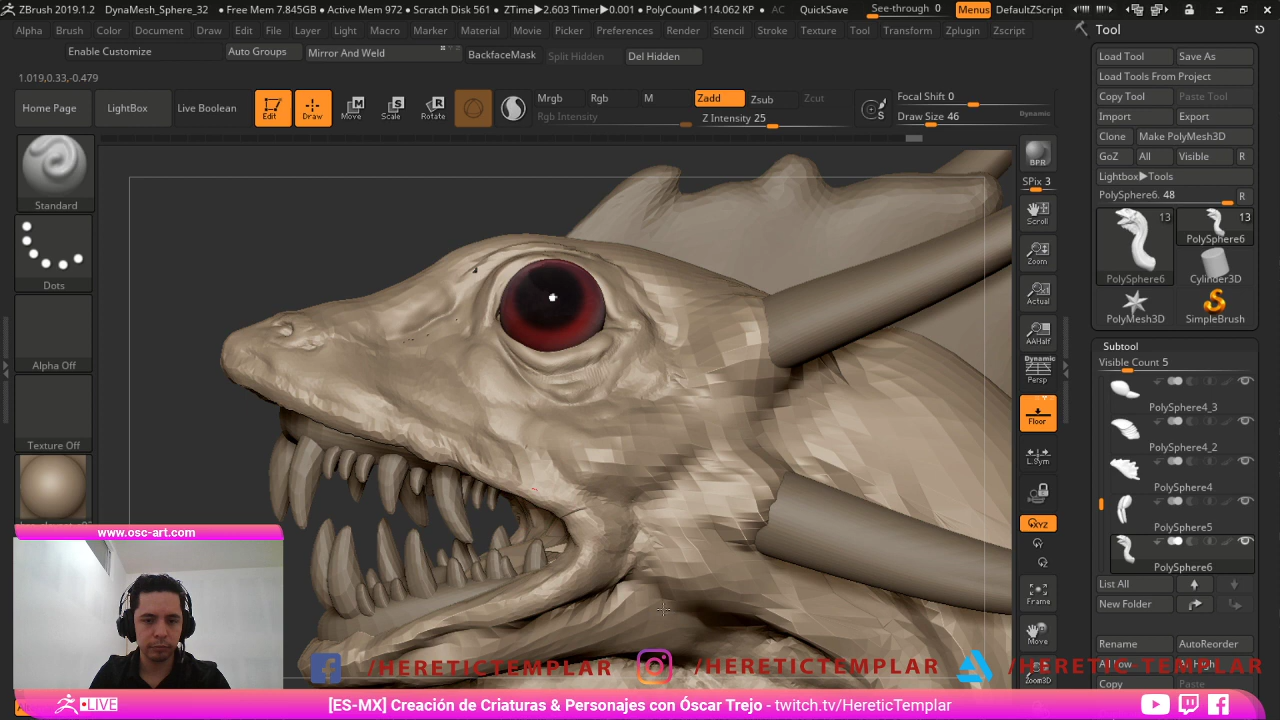 ZBrush 2019.1.2 DynaMesh_Sphere_32 • Free Memory 7.845GB • Active Memory 972 • Scratch Disk 561 • ZTime▶2.603 Timer▶0.001 • PolyCount▶114.062 KP • AC QuickSave See-through 0 Menus DefaultZScript
Alpha Brush Color Document Draw Edit File Layer Light Macro Marker Material Movie Picker Preferences Render Stencil Stroke Texture Tool Transform Zplugin Zscript
Tool
Enable Customize Auto Groups Mirror And Weld BackfaceMask Split Hidden Del Hidden
1.019,0.33,-0.479
Home Page LightBox Live Boolean Edit Draw Move Scale Rotate
Mrgb Rgb M Zadd Zsub Zcut
Rgb Intensity Z Intensity 25
Focal Shift 0
Draw Size 46 Dynamic
Standard
Dots
Alpha Off
Texture Off
BPR
SPix 3
Scroll
Zoom
Actual
AAHalf
Dynamic
Persp
Floor
L.Sym
XYZ
Frame
Move
Zoom3D
Load Tool Save As
Load Tools From Project
Copy Tool Paste Tool
Import Export
Clone Make PolyMesh3D
GoZ All Visible R
Lightbox▶Tools
PolySphere6. 48 R
13 13
PolySphere6
PolySphere6 Cylinder3D
PolyMesh3D SimpleBrush
Subtool
Visible Count 5
PolySphere4_3
PolySphere4_2
PolySphere4
PolySphere5
PolySphere6
List All
New Folder
Rename AutoReorder
Copy Paste
www.osc-art.com
/HERETICTEMPLAR /HERETICTEMPLAR /HERETIC-TEMPLAR
LIVE [ES-MX] Creación de Criaturas & Personajes con Óscar Trejo - twitch.tv/HereticTemplar